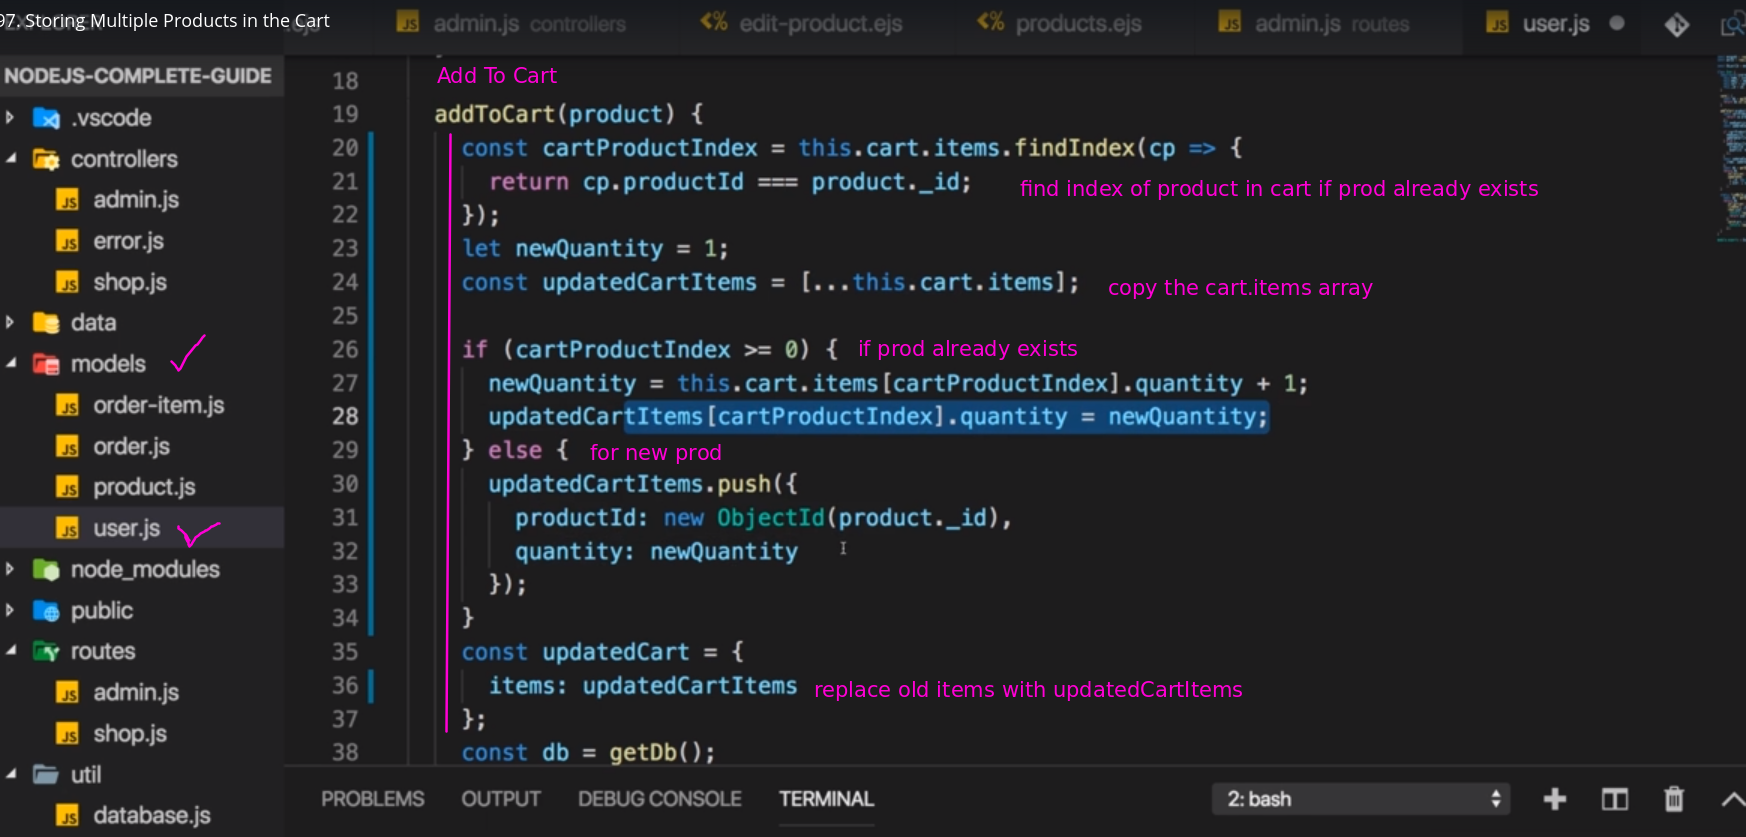 97. Storing Multiple Products in the Cart
admin.js controllers
edit-product.ejs
products.ejs
admin.js routes
user.js
NODEJS-COMPLETE-GUIDE
.vscode
controllers
admin.js
error.js
shop.js
data
models
order-item.js
order.js
product.js
user.js
node_modules
public
routes
admin.js
shop.js
util
database.js
18 Add To Cart
19 addToCart(product) {
20 const cartProductIndex = this.cart.items.findIndex(cp => {
21 return cp.productId === product._id; find index of product in cart if prod already exists
22 });
23 let newQuantity = 1;
24 const updatedCartItems = [...this.cart.items]; copy the cart.items array
25
26 if (cartProductIndex >= 0) { if prod already exists
27 newQuantity = this.cart.items[cartProductIndex].quantity + 1;
28 updatedCartItems[cartProductIndex].quantity = newQuantity;
29 } else { for new prod
30 updatedCartItems.push({
31 productId: new ObjectId(product._id),
32 quantity: newQuantity
33 });
34 }
35 const updatedCart = {
36 items: updatedCartItems replace old items with updatedCartItems
37 };
38 const db = getDb();
PROBLEMS OUTPUT DEBUG CONSOLE TERMINAL 2: bash